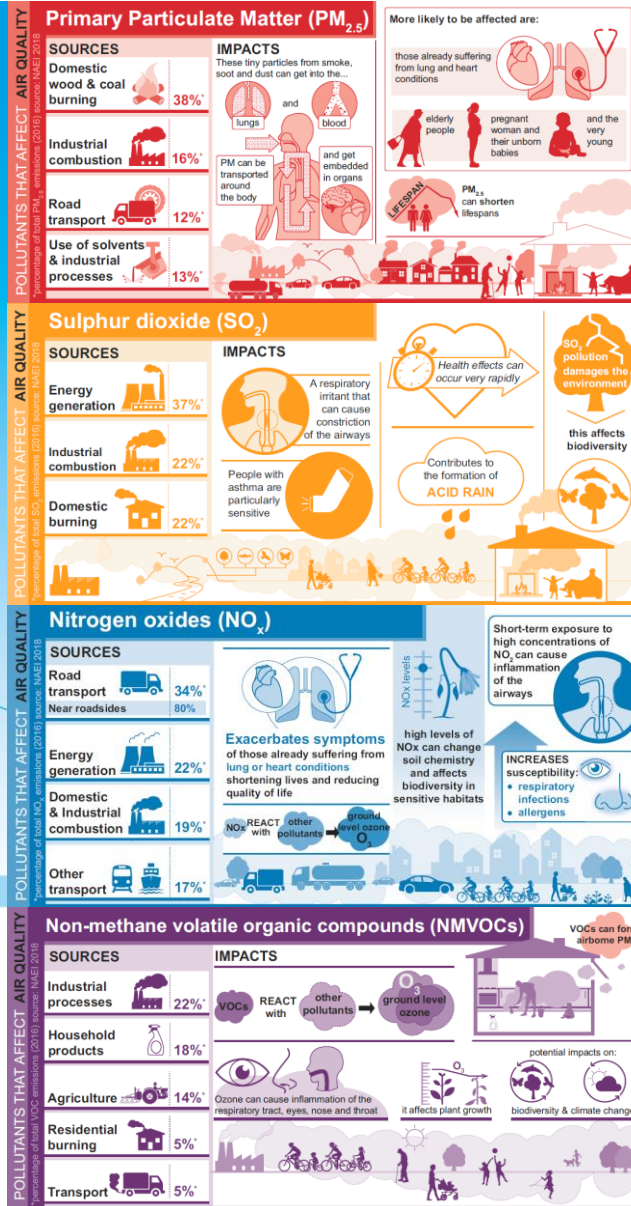 POLLUTANTS THAT AFFECT AIR QUALITY
*percentage of total PM2.5 emissions (2016) source: NAEI 2018
Primary Particulate Matter (PM2.5)
SOURCES
Domestic
wood & coal
burning
38%*
Industrial
combustion
16%*
Road
transport
12%*
Use of solvents
& industrial
processes
13%*
IMPACTS
These tiny particles from smoke,
soot and dust can get into the...
lungs
and
blood
PM can be
transported
around
the body
and get
embedded
in organs
More likely to be affected are:
those already suffering
from lung and heart
conditions
elderly
people
pregnant
woman and
their unborn
babies
and the
very
young
LIFESPAN
PM2.5
can shorten
lifespans
POLLUTANTS THAT AFFECT AIR QUALITY
*percentage of total SOx emissions (2016) source: NAEI 2018
Sulphur dioxide (SO2)
SOURCES
Energy
generation
37%*
Industrial
combustion
22%*
Domestic
burning
22%*
IMPACTS
A respiratory
irritant that
can cause
constriction
of the airways
People with
asthma are
particularly
sensitive
Health effects can
occur very rapidly
Contributes to
the formation of
ACID RAIN
SO2
pollution
damages the
environment
this affects
biodiversity
POLLUTANTS THAT AFFECT AIR QUALITY
*percentage of total NOx emissions (2016) source: NAEI 2018
Nitrogen oxides (NOx)
SOURCES
Road
transport
34%*
Near roadsides 80%
Energy
generation
22%*
Domestic
& Industrial
combustion
19%*
Other
transport
17%*
Exacerbates symptoms
of those already suffering from
lung or heart conditions
shortening lives and reducing
quality of life
NOx REACT with other pollutants
ground
level ozone
O3
NOx levels
high levels of
NOx can change
soil chemistry
and affects
biodiversity in
sensitive habitats
Short-term exposure to
high concentrations of
NO2 can cause
inflammation
of the
airways
INCREASES
susceptibility:
• respiratory
infections
• allergens
POLLUTANTS THAT AFFECT AIR QUALITY
*percentage of total VOC emissions (2016) source: NAEI 2018
Non-methane volatile organic compounds (NMVOCs)
SOURCES
Industrial
processes
22%*
Household
products
18%*
Agriculture
14%*
Residential
burning
5%*
Transport
5%*
IMPACTS
VOCs
REACT
with
other
pollutants
O3
ground level
ozone
VOCs can form
airborne PM
Ozone can cause inflammation of the
respiratory tract, eyes, nose and throat
O3
it affects plant growth
potential impacts on:
biodiversity & climate change